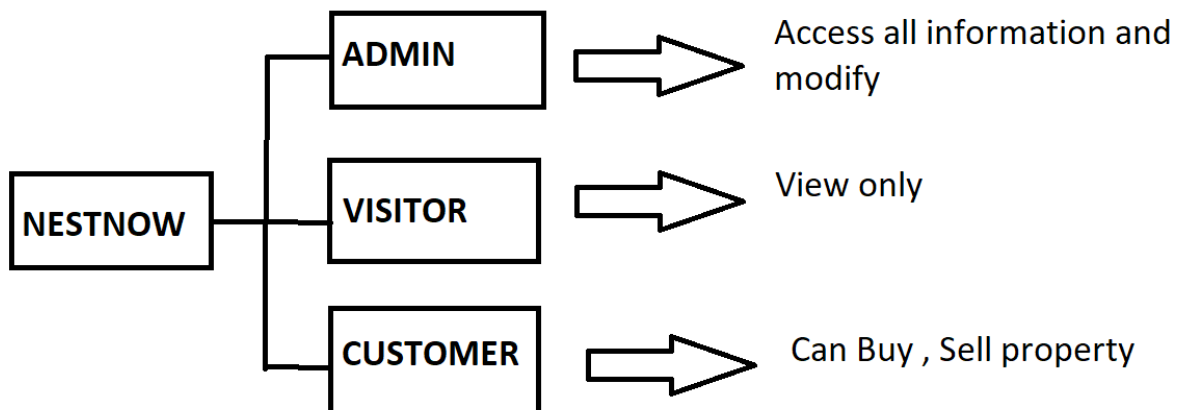 ADMIN
Access all information and
modify
NESTNOW
VISITOR
View only
CUSTOMER
Can Buy , Sell property